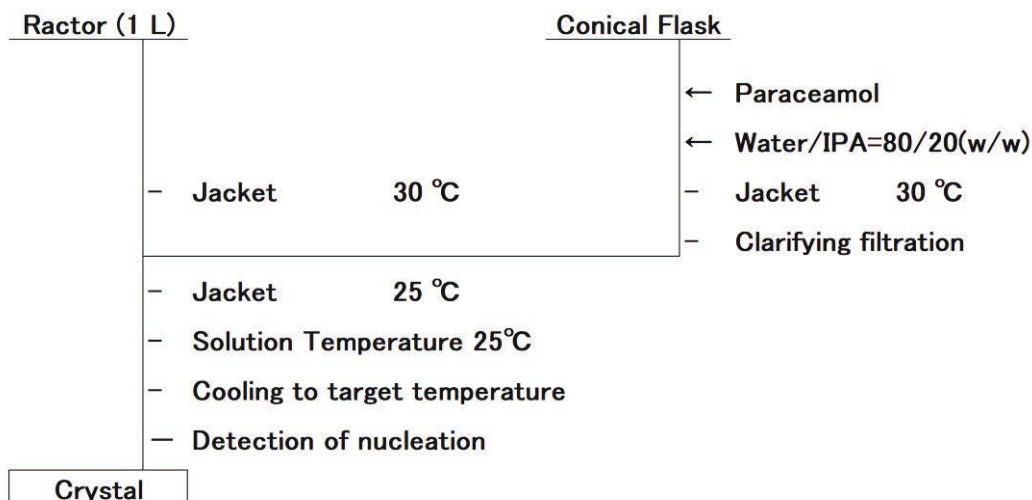 Ractor (1 L)
Conical Flask
← Paraceamol
← Water/IPA=80/20(w/w)
Jacket 30 ℃
Jacket 30 ℃
Clarifying filtration
Jacket 25 ℃
Solution Temperature 25℃
Cooling to target temperature
Detection of nucleation
Crystal